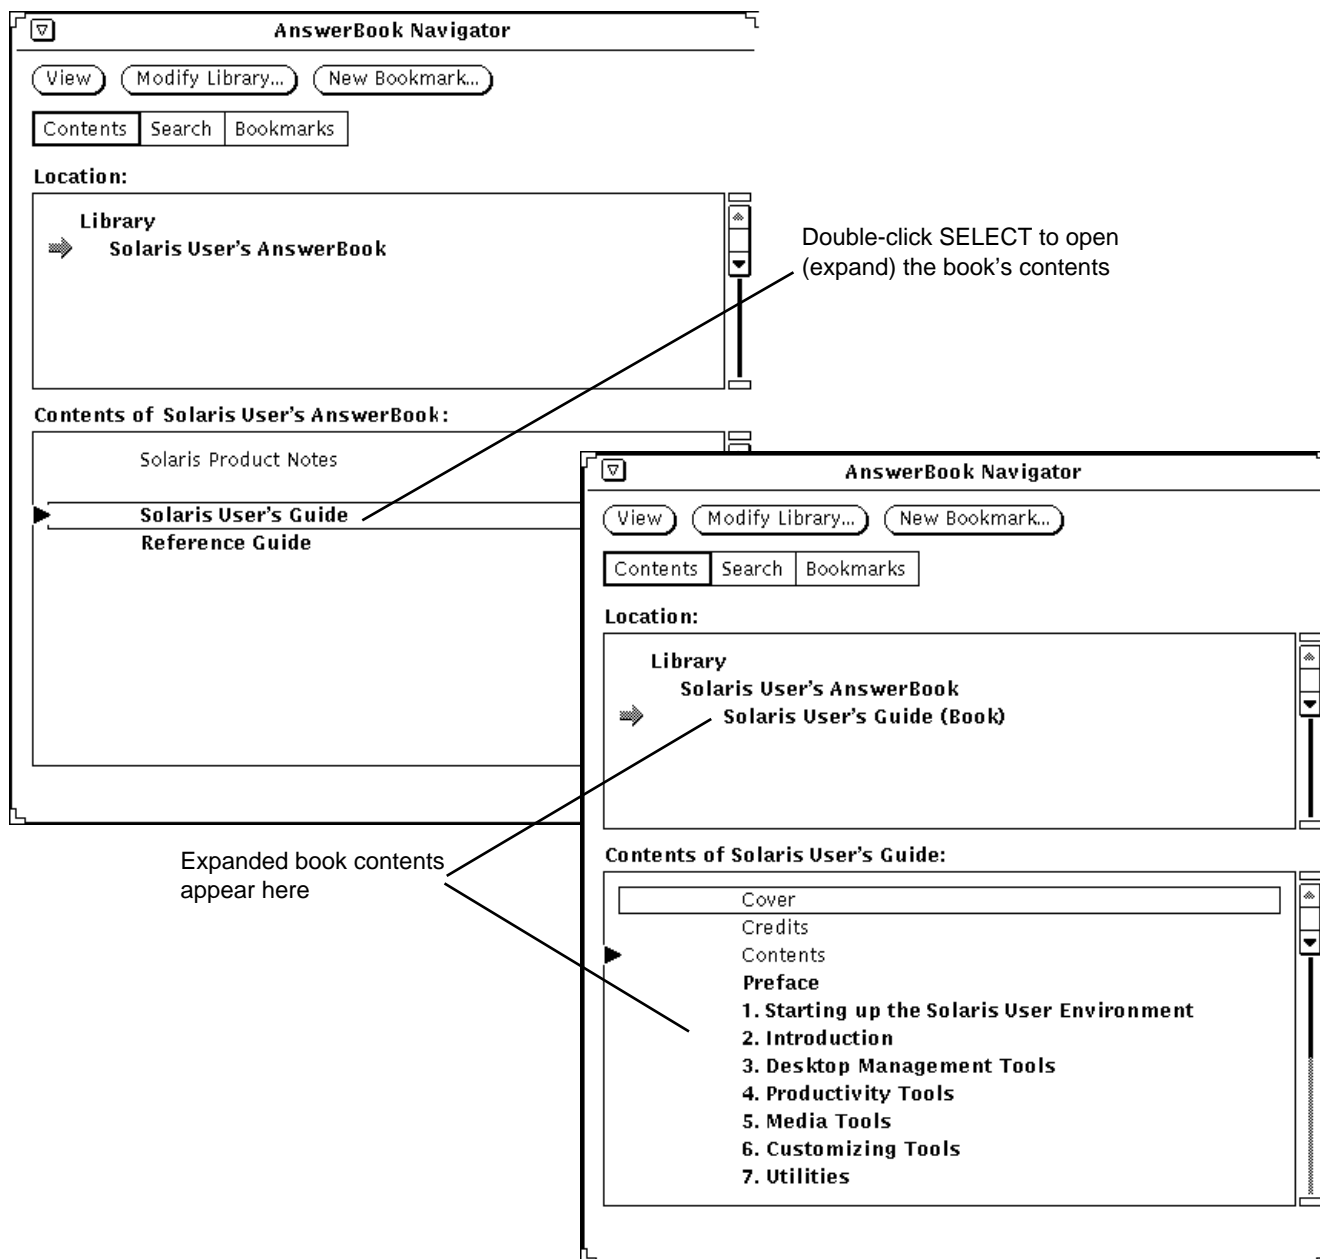 AnswerBook Navigator
View Modify Library... New Bookmark...
Contents Search Bookmarks
Location:
Library
Solaris User's AnswerBook
Double-click SELECT to open
(expand) the book’s contents
Contents of Solaris User's AnswerBook:
Solaris Product Notes
Solaris User's Guide
Reference Guide
AnswerBook Navigator
View Modify Library... New Bookmark...
Contents Search Bookmarks
Location:
Library
Solaris User's AnswerBook
Solaris User's Guide (Book)
Expanded book contents
appear here
Contents of Solaris User's Guide:
Cover
Credits
Contents
Preface
1. Starting up the Solaris User Environment
2. Introduction
3. Desktop Management Tools
4. Productivity Tools
5. Media Tools
6. Customizing Tools
7. Utilities